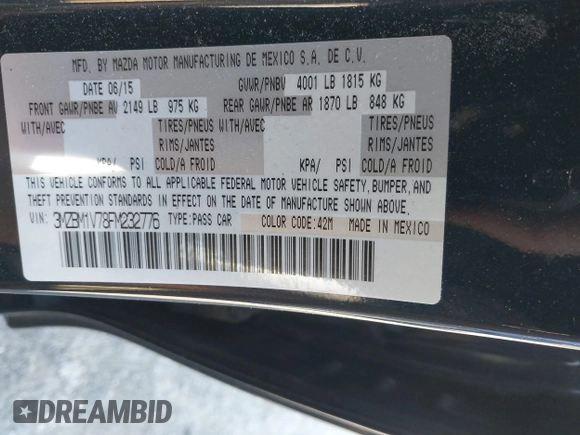 MFD. BY MAZDA MOTOR MANUFACTURING DE MEXICO S.A. DE C.V.
DATE 06/15 GVWR/PNBV 4001 LB 1815 KG
FRONT GAWR/PNBE AV 2149 LB 975 KG REAR GAWR/PNBE AR 1870 LB 848 KG
WITH/AVEC TIRES/PNEUS WITH/AVEC TIRES/PNEUS
RIMS/JANTES RIMS/JANTES
KPA/ PSI COLD/A FROID KPA/ PSI COLD/A FROID
THIS VEHICLE CONFORMS TO ALL APPLICABLE FEDERAL MOTOR VEHICLE SAFETY, BUMPER, AND
THEFT PREVENTION STANDARDS IN EFFECT ON THE DATE OF MANUFACTURE SHOWN ABOVE.
VIN: 3MZBM1V78FM232776 TYPE:PASS CAR COLOR CODE:42M MADE IN MEXICO
DREAMBID